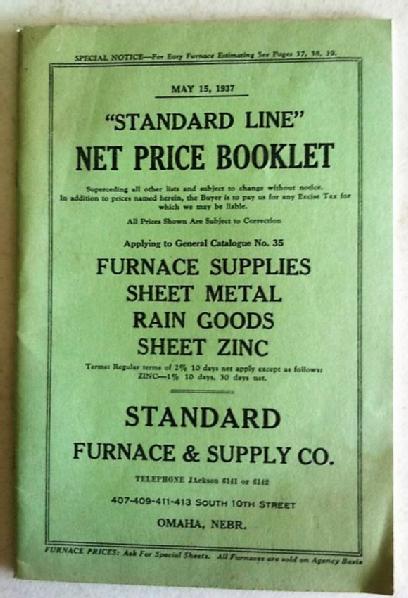 SPECIAL NOTICE—For Easy Furnace Estimating See Pages 37, 38, 39.
MAY 15, 1937
"STANDARD LINE"
NET PRICE BOOKLET
Superceding all other lists and subject to change without notice.
In addition to prices named herein, the Buyer is to pay us for any Excise Tax for
which we may be liable.
All Prices Shown Are Subject to Correction
Applying to General Catalogue No. 35
FURNACE SUPPLIES
SHEET METAL
RAIN GOODS
SHEET ZINC
Terms: Regular terms of 2% 10 days net apply except as follows:
ZINC—1% 10 days, 30 days net.
STANDARD
FURNACE & SUPPLY CO.
TELEPHONE JAckson 6141 or 6142
407-409-411-413 SOUTH 10TH STREET
OMAHA, NEBR.
FURNACE PRICES: Ask For Special Sheets. All Furnaces are sold on Agency Basis